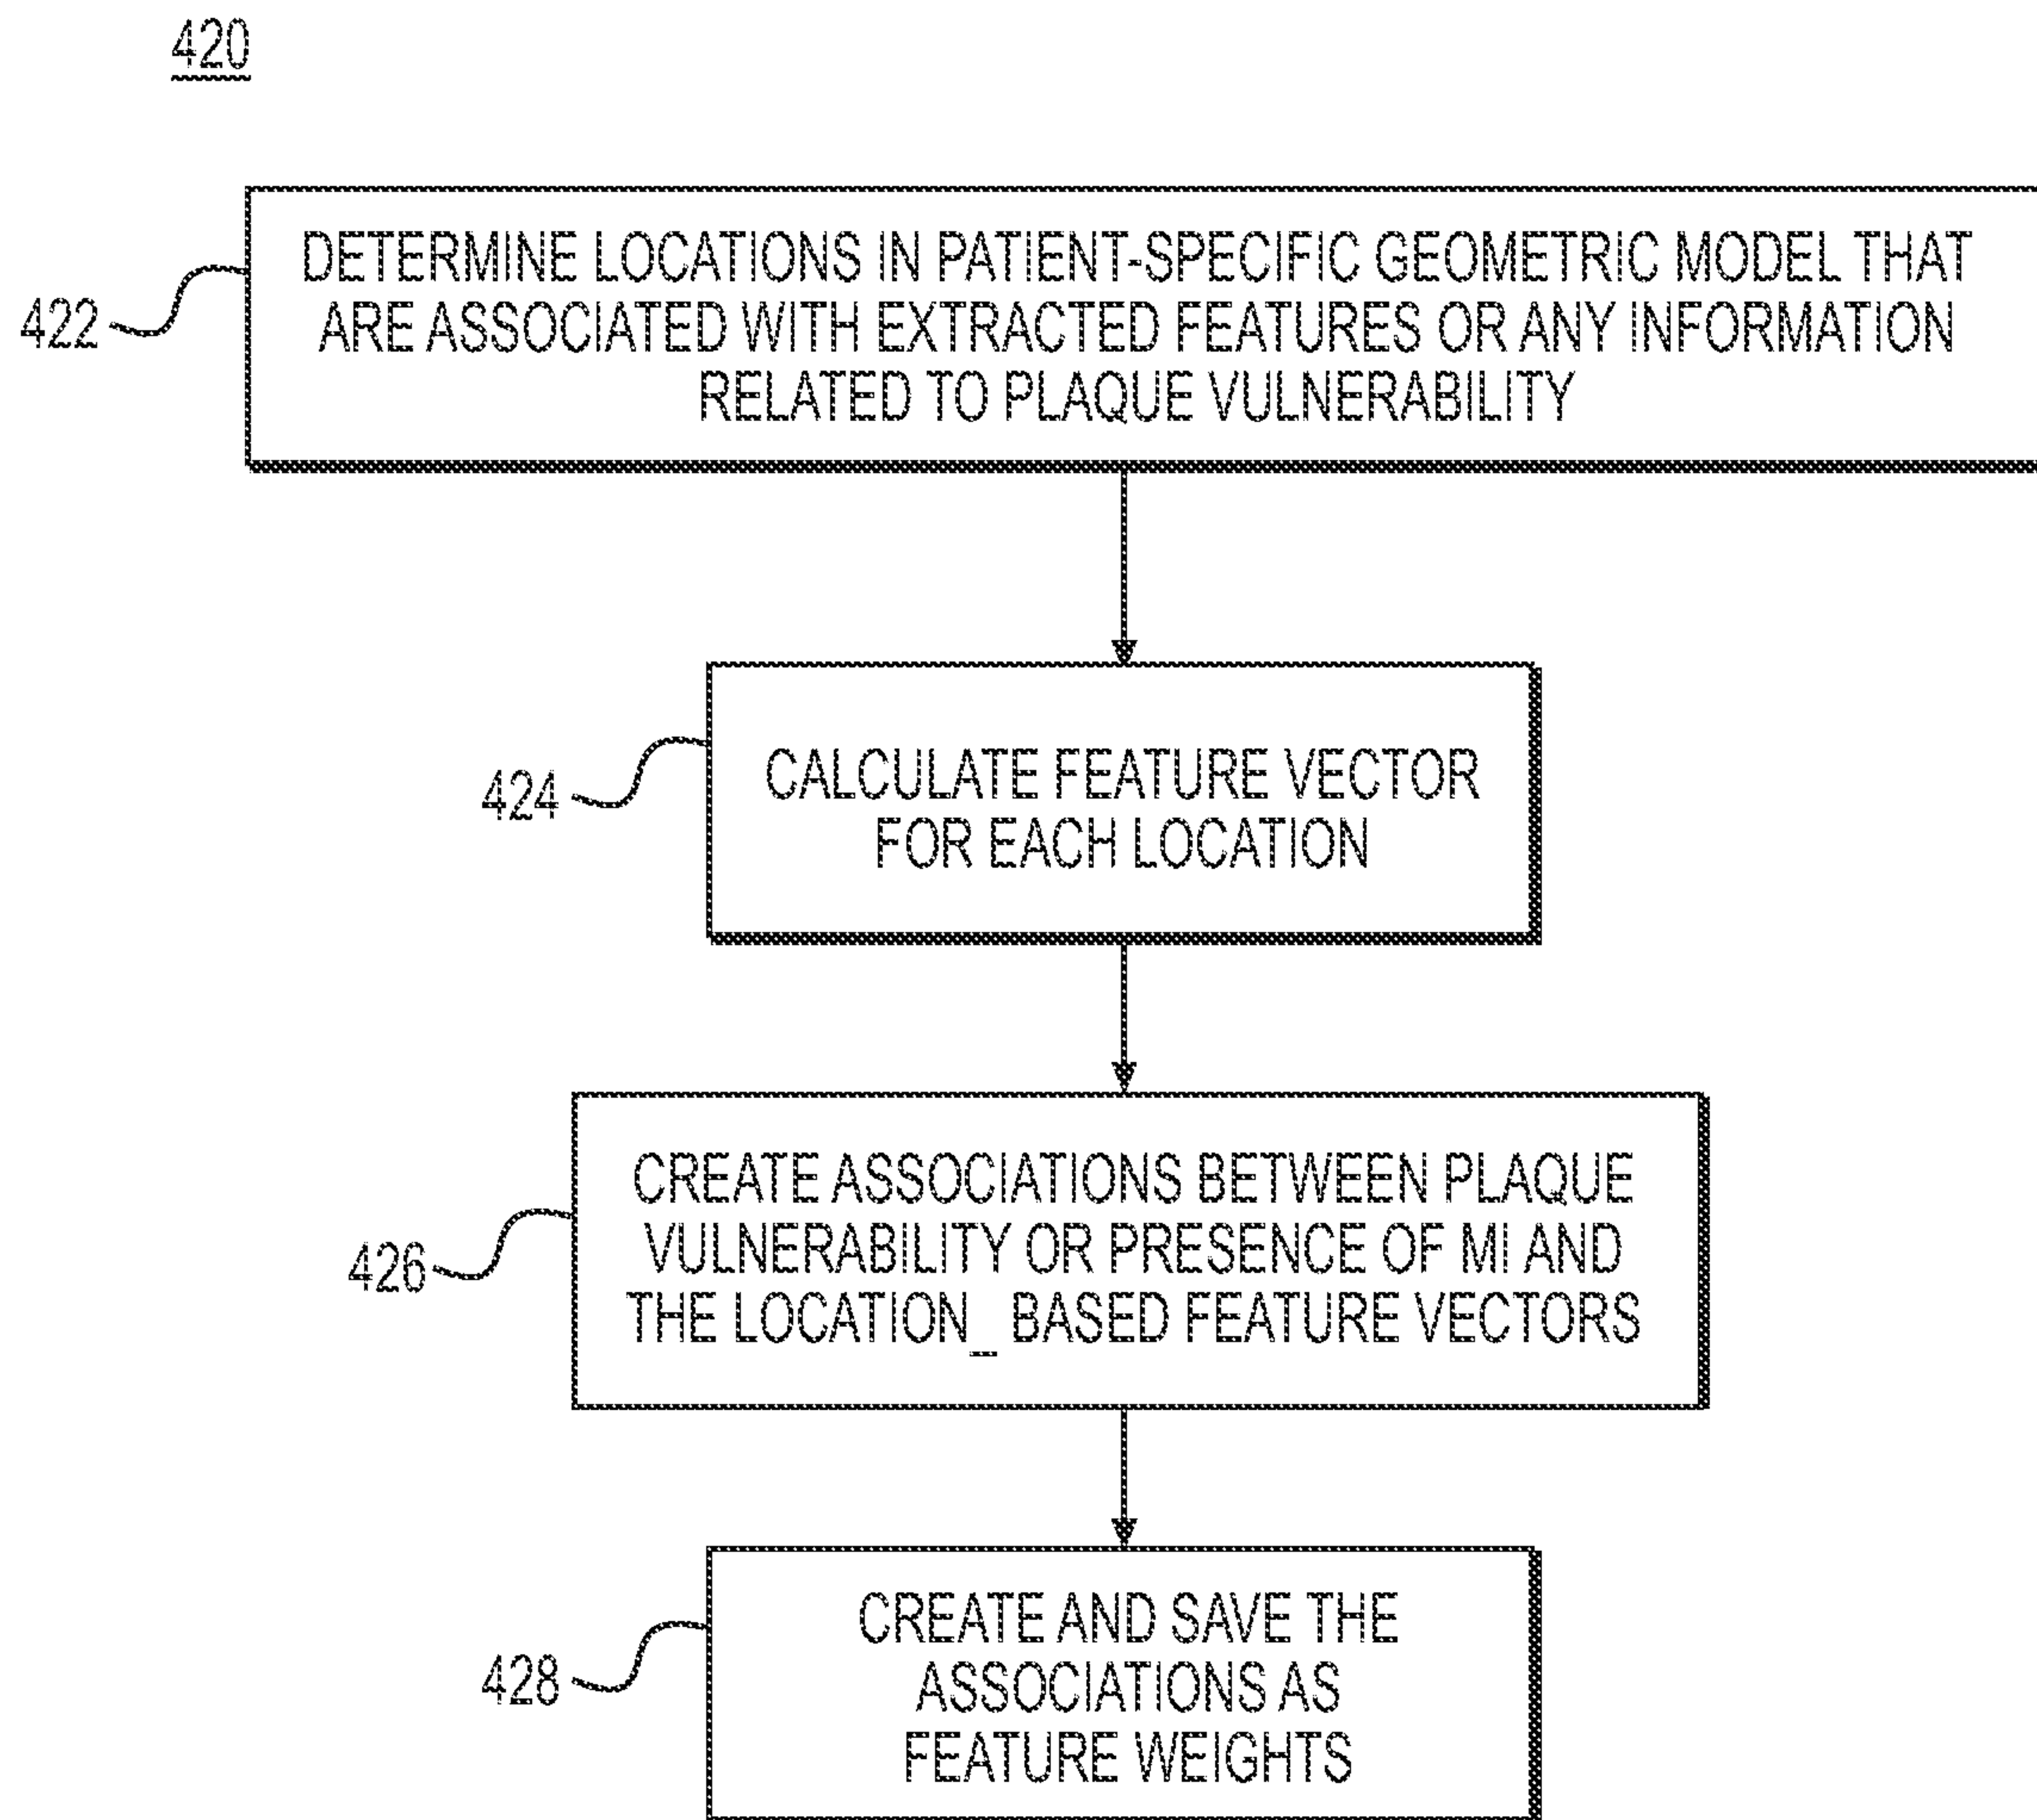 420
422
DETERMINE LOCATIONS IN PATIENT-SPECIFIC GEOMETRIC MODEL THAT
ARE ASSOCIATED WITH EXTRACTED FEATURES OR ANY INFORMATION
RELATED TO PLAQUE VULNERABILITY
424
CALCULATE FEATURE VECTOR
FOR EACH LOCATION
426
CREATE ASSOCIATIONS BETWEEN PLAQUE
VULNERABILITY OR PRESENCE OF MI AND
THE LOCATION_ BASED FEATURE VECTORS
428
CREATE AND SAVE THE
ASSOCIATIONS AS
FEATURE WEIGHTS